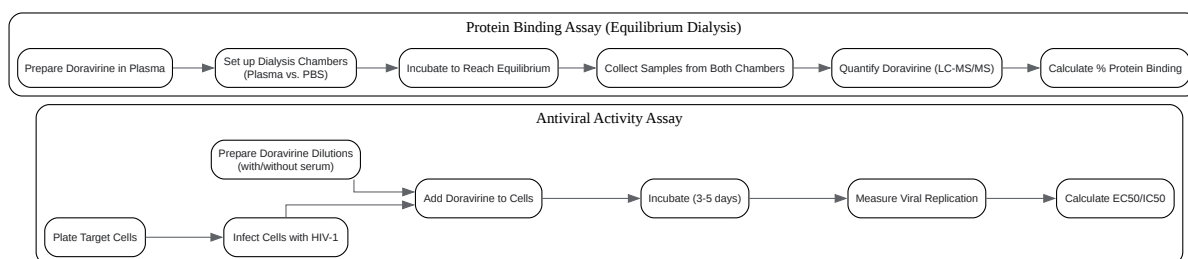 Protein Binding Assay (Equilibrium Dialysis)
Prepare Doravirine in Plasma
Set up Dialysis Chambers
(Plasma vs. PBS)
Incubate to Reach Equilibrium
Collect Samples from Both Chambers
Quantify Doravirine (LC-MS/MS)
Calculate % Protein Binding
Antiviral Activity Assay
Prepare Doravirine Dilutions
(with/without serum)
Plate Target Cells
Infect Cells with HIV-1
Add Doravirine to Cells
Incubate (3-5 days)
Measure Viral Replication
Calculate EC50/IC50